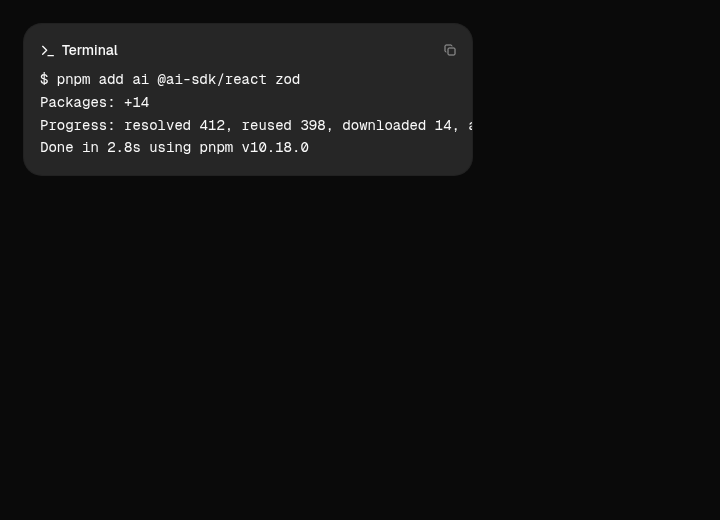 Terminal
$ pnpm add ai @ai-sdk/react zod
Packages: +14
Progress: resolved 412, reused 398, downloaded 14,
Done in 2.8s using pnpm v10.18.0